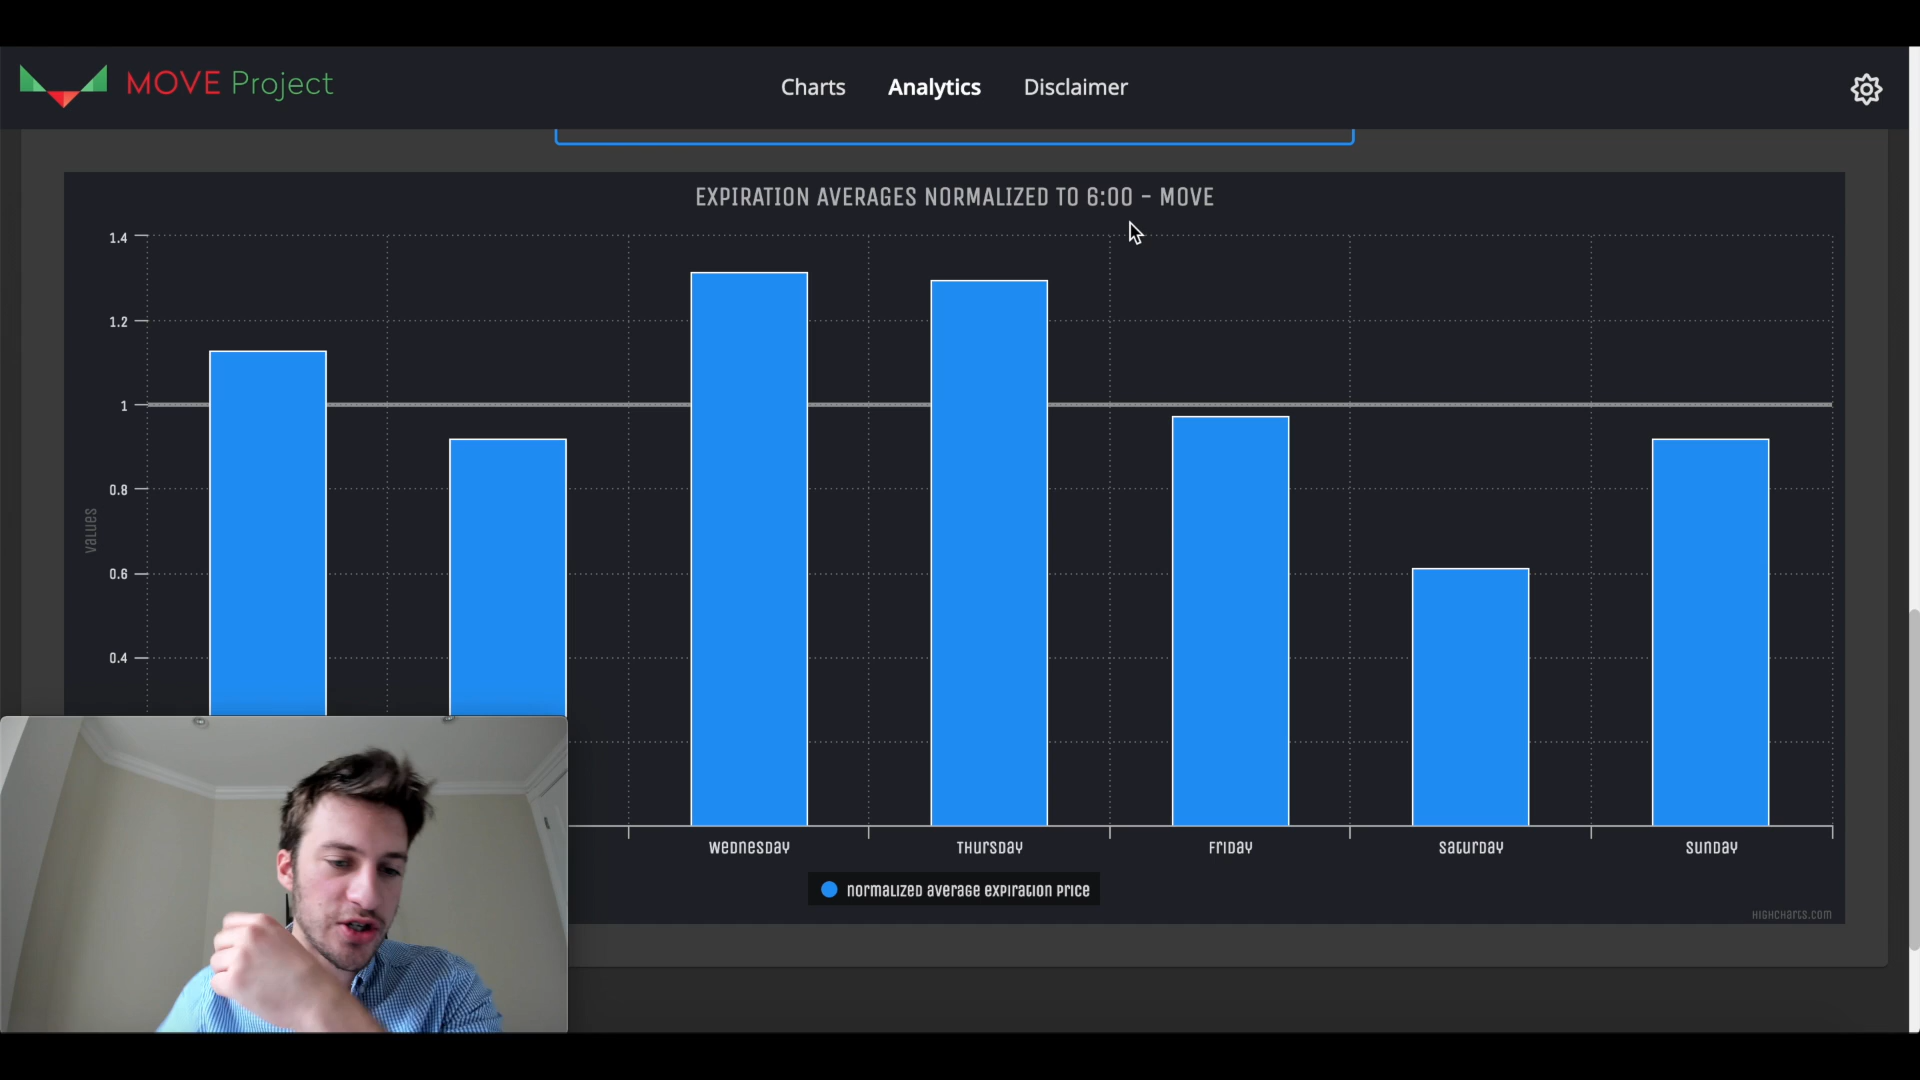 MOVE Project
Charts
Analytics
Disclaimer
EXPIRATION AVERAGES NORMALIZED TO 6:00 - MOVE
1.4
1.2
1
0.8
0.6
0.4
values
Wednesday
Thursday
Friday
Saturday
Sunday
normalized average expiration price
Highcharts.com